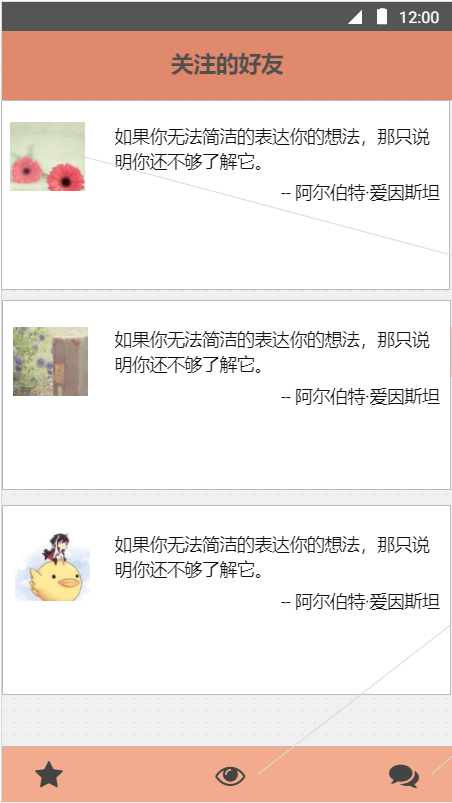 12:00
关注的好友
如果你无法简洁的表达你的想法，那只说
明你还不够了解它。
-- 阿尔伯特·爱因斯坦
如果你无法简洁的表达你的想法，那只说
明你还不够了解它。
-- 阿尔伯特·爱因斯坦
如果你无法简洁的表达你的想法，那只说
明你还不够了解它。
-- 阿尔伯特·爱因斯坦